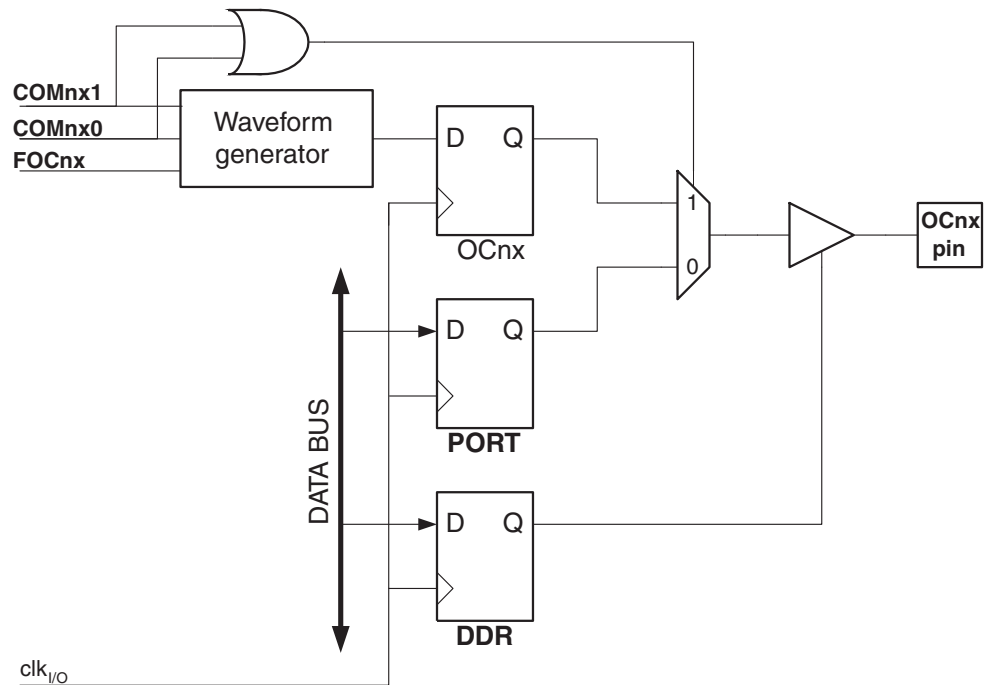 COMnx1
COMnx0
FOCnx
Waveform
generator
D Q
OCnx
1
0
OCnx
pin
D Q
PORT
DATA BUS
D Q
DDR
clkI/O